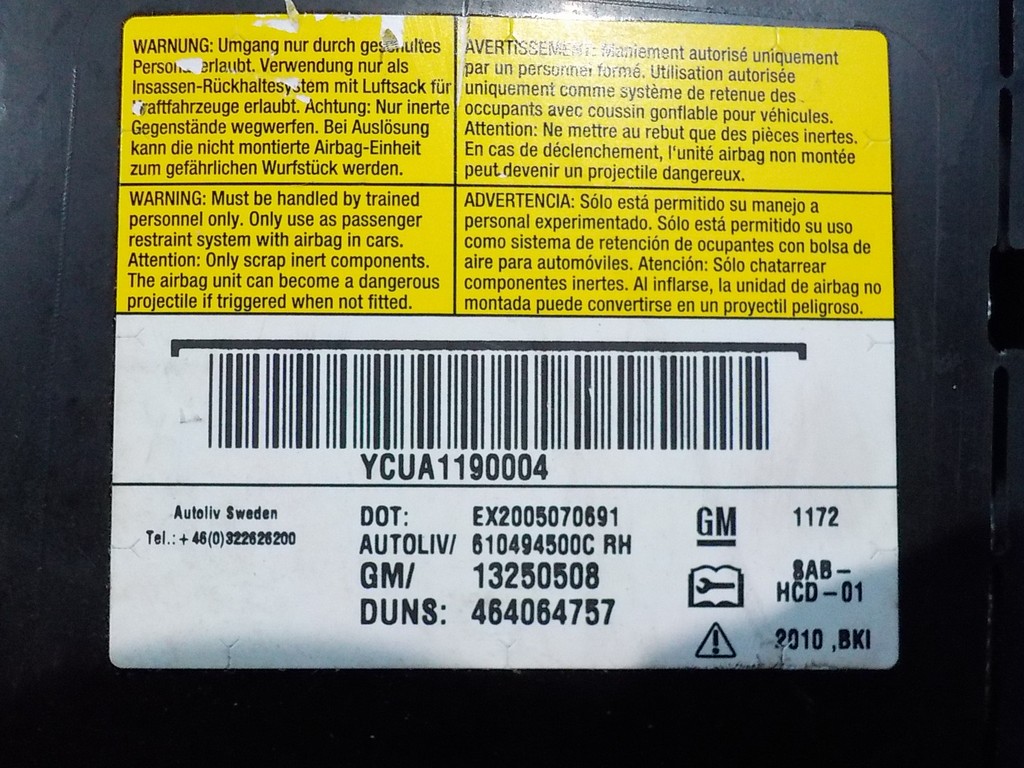 WARNUNG: Umgang nur durch geschultes
erlaubt. Verwendung nur als
Insassen-Rückhaltesystem mit Luftsack für
Kraftfahrzeuge erlaubt. Achtung: Nur inerte
Gegenstände wegwerfen. Bei Auslösung
kann die nicht montierte Airbag-Einheit
zum gefährlichen Wurfstück werden.
AVERTISSEMENT: Maniement autorisé uniquement
par un personnel formé. Utilisation autorisée
uniquement comme système de retenue des
occupants avec coussin gonflable pour véhicules.
Attention: Ne mettre au rebut que des pièces inertes.
En cas de déclenchement, l'unité airbag non montée
peut devenir un projectile dangereux.
WARNING: Must be handled by trained
personnel only. Only use as passenger
restraint system with airbag in cars.
Attention: Only scrap inert components.
The airbag unit can become a dangerous
projectile if triggered when not fitted.
ADVERTENCIA: Sólo está permitido su manejo a
personal experimentado. Sólo está permitido su uso
como sistema de retención de ocupantes con bolsa de
aire para automóviles. Atención: Sólo chatarrear
componentes inertes. Al inflarse, la unidad de airbag no
montada puede convertirse en un proyectil peligroso.
YCUA1190004
Autoliv Sweden
Tel.: + 46(0)322626200
DOT: EX2005070691
AUTOLIV/ 610494500C RH
GM/ 13250508
DUNS: 464064757
GM 1172
8AB-
HCD-01
2010 ,BKI